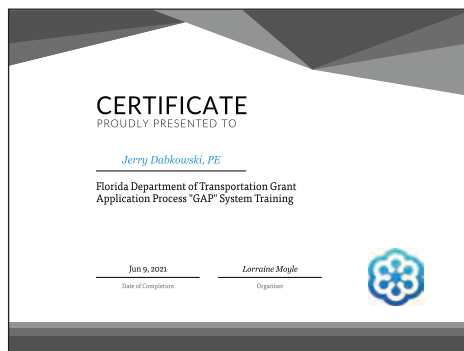 CERTIFICATE
PROUDLY PRESENTED TO
Jerry Dabkowski, PE
Florida Department of Transportation Grant
Application Process "GAP" System Training
Jun 9, 2021 Lorraine Moyle
Date of Completion Organizer